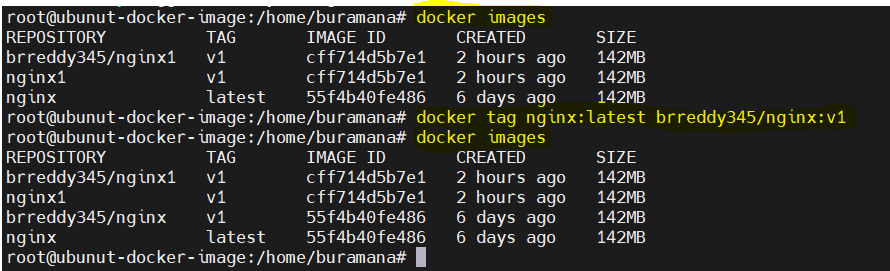 root@ubunut-docker-image:/home/buramana# docker images
REPOSITORY TAG IMAGE ID CREATED SIZE
brreddy345/nginx1 v1 cff714d5b7e1 2 hours ago 142MB
nginx1 v1 cff714d5b7e1 2 hours ago 142MB
nginx latest 55f4b40fe486 6 days ago 142MB
root@ubunut-docker-image:/home/buramana# docker tag nginx:latest brreddy345/nginx:v1
root@ubunut-docker-image:/home/buramana# docker images
REPOSITORY TAG IMAGE ID CREATED SIZE
brreddy345/nginx1 v1 cff714d5b7e1 2 hours ago 142MB
nginx1 v1 cff714d5b7e1 2 hours ago 142MB
brreddy345/nginx v1 55f4b40fe486 6 days ago 142MB
nginx latest 55f4b40fe486 6 days ago 142MB
root@ubunut-docker-image:/home/buramana#